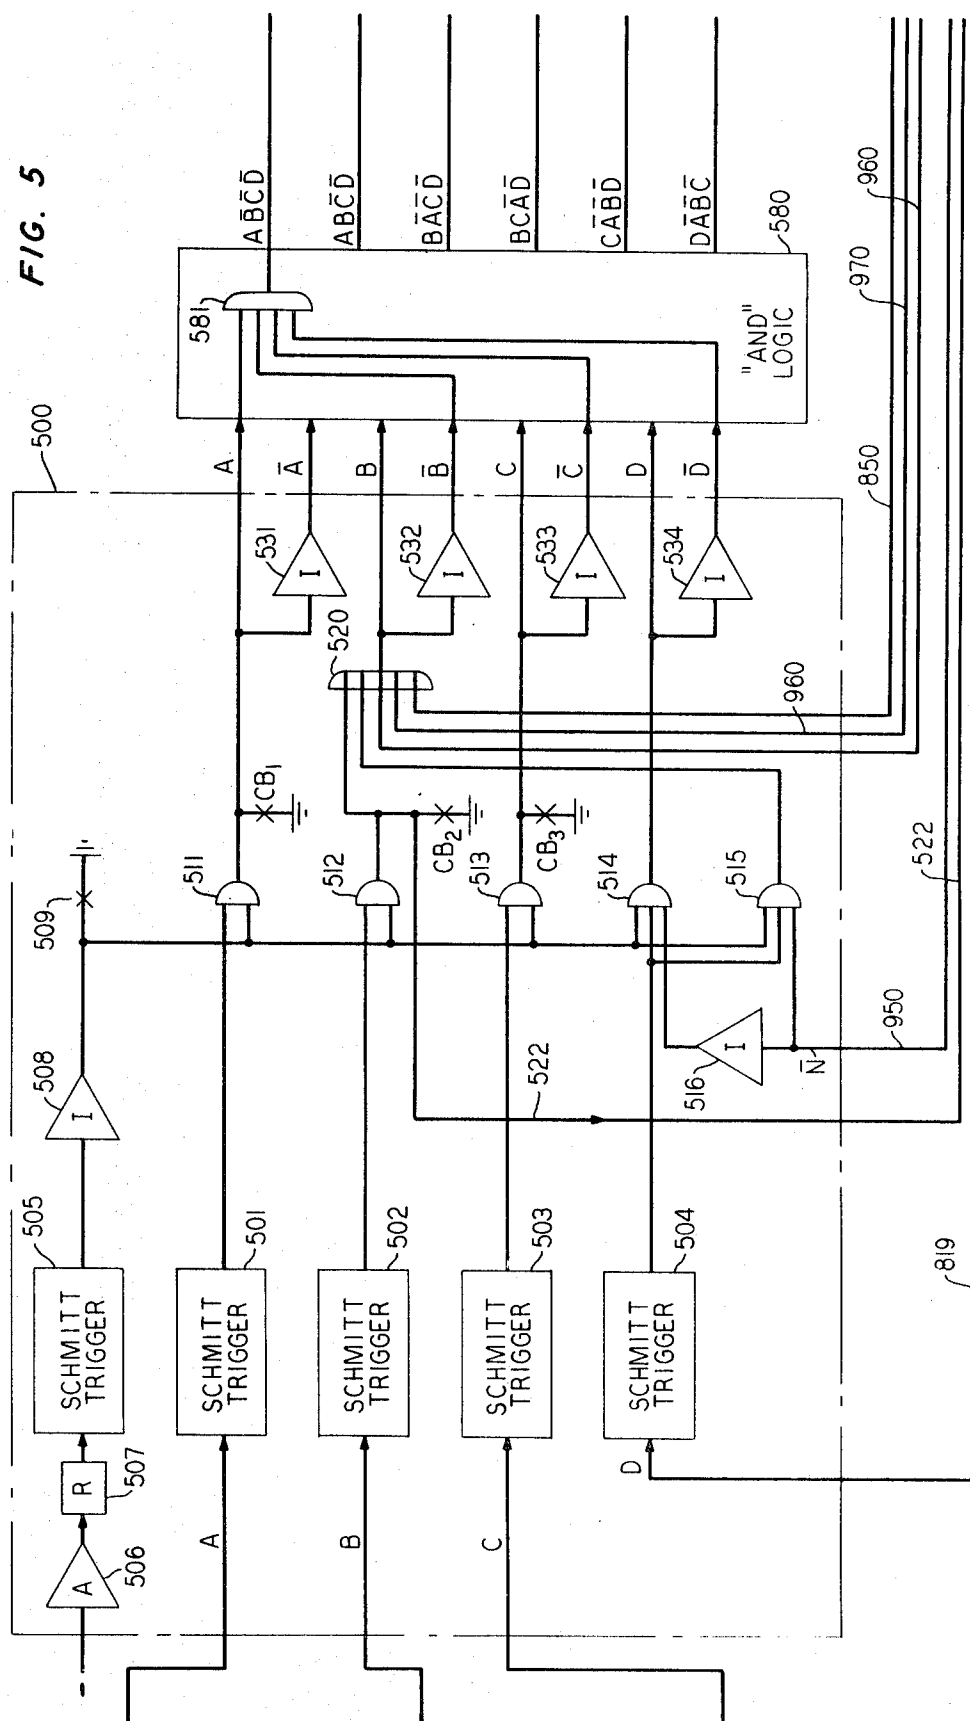 FIG. 5
500
A
506
R
507
SCHMITT
TRIGGER
505
I
508
509
A
SCHMITT
TRIGGER
501
511
CB1
A
I
531
Ā
581
AB̄C̄D̄
B
SCHMITT
TRIGGER
502
512
CB2
520
B
I
532
B̄
ABC̄D̄
BĀC̄D̄
C
SCHMITT
TRIGGER
503
522
513
CB3
C
I
533
C̄
BCĀD̄
CĀB̄D̄
D
SCHMITT
TRIGGER
504
514
D
I
534
D̄
DĀB̄C̄
"AND"
LOGIC
580
516
I
515
N̄
950
960
850
970
960
522
819